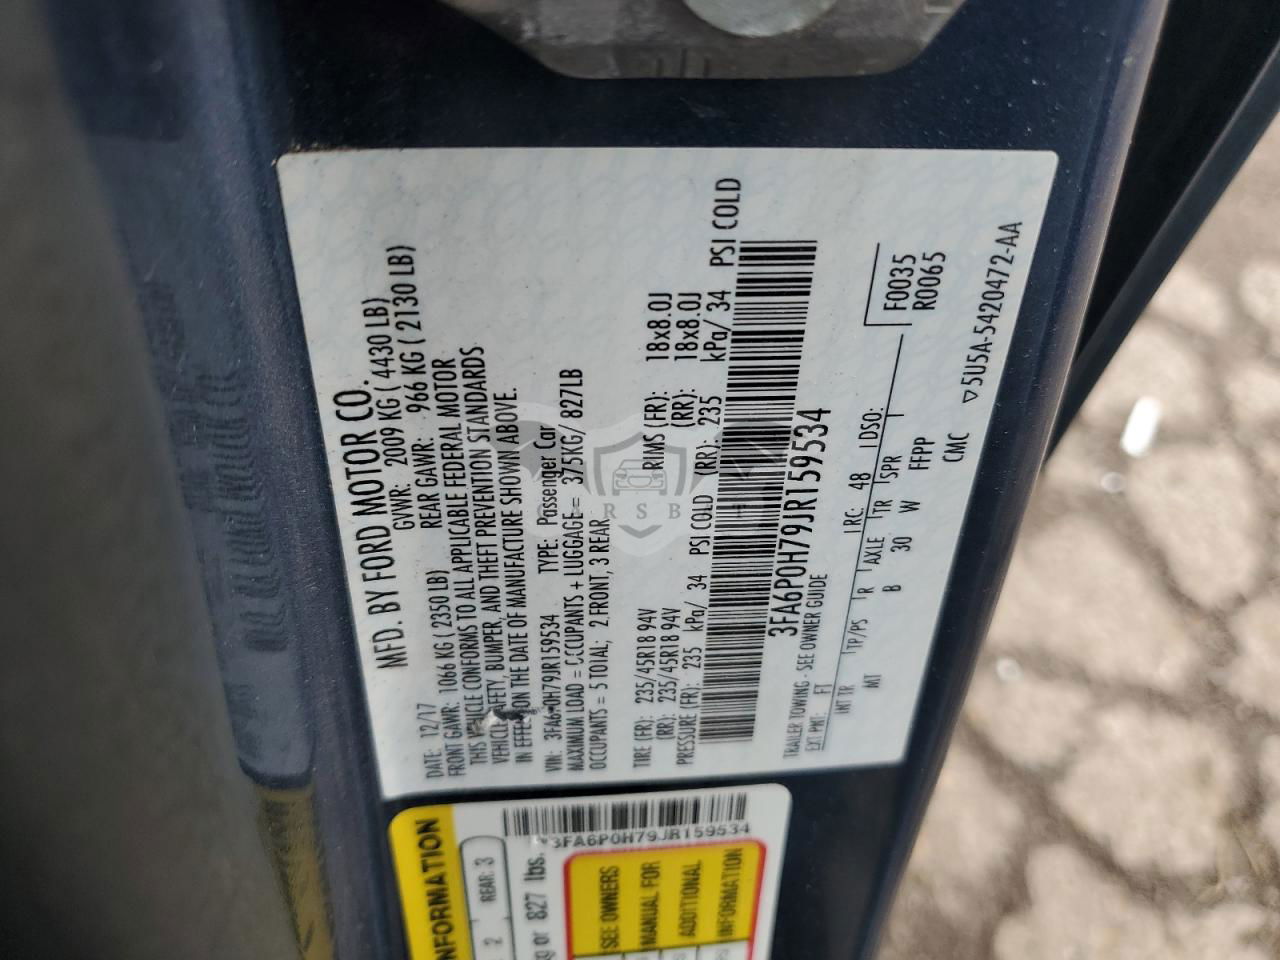 MFD. BY FORD MOTOR CO.
DATE: 12/17 GVWR: 2009 KG ( 4430 LB)
FRONT GAWR: 1066 KG ( 2350 LB) REAR GAWR: 966 KG ( 2130 LB)
THIS VEHICLE CONFORMS TO ALL APPLICABLE FEDERAL MOTOR
VEHICLE SAFETY, BUMPER, AND THEFT PREVENTION STANDARDS
IN EFFECT ON THE DATE OF MANUFACTURE SHOWN ABOVE.
VIN: 3FA6P0H79JR159534 TYPE: Passenger Car
MAXIMUM LOAD = OCCUPANTS + LUGGAGE = 375KG/ 827LB
OCCUPANTS = 5 TOTAL; 2 FRONT, 3 REAR
TIRE (FR): 235/45R18 94V RIMS (FR): 18x8.0J
(RR): 235/45R18 94V (RR): 18x8.0J
PRESSURE (FR): 235 kPa/ 34 PSI COLD (RR): 235 kPa/ 34 PSI COLD
3FA6P0H79JR159534
TRAILER TOWING - SEE OWNER GUIDE
EXT PNT: FT RC: 48 DSO: F0035
R0065
INT TR TP/PS R AXLE TR SPR
MT B 30 W FFPP
CMC
▽5U5A-5420472-AA
CARSB
NFORMATION
2 REAR: 3
kg or 827 lbs.
3FA6P0H79JR159534
SEE OWNERS
MANUAL FOR
ADDITIONAL
INFORMATION